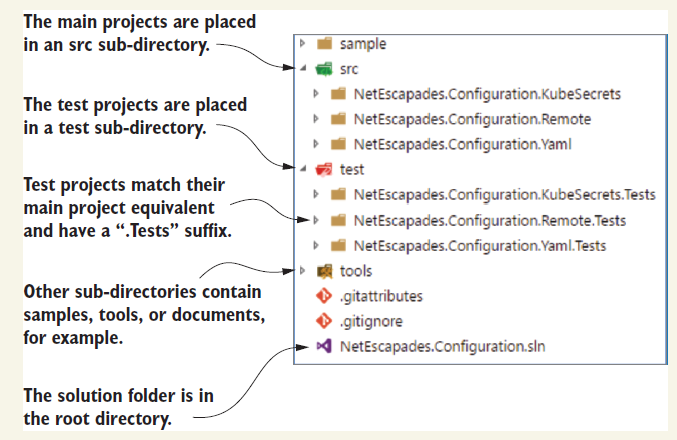 The main projects are placed
in an src sub-directory.
The test projects are placed
in a test sub-directory.
Test projects match their
main project equivalent
and have a “.Tests” suffix.
Other sub-directories contain
samples, tools, or documents,
for example.
The solution folder is in
the root directory.
sample
src
NetEscapades.Configuration.KubeSecrets
NetEscapades.Configuration.Remote
NetEscapades.Configuration.Yaml
test
NetEscapades.Configuration.KubeSecrets.Tests
NetEscapades.Configuration.Remote.Tests
NetEscapades.Configuration.Yaml.Tests
tools
.gitattributes
.gitignore
NetEscapades.Configuration.sln